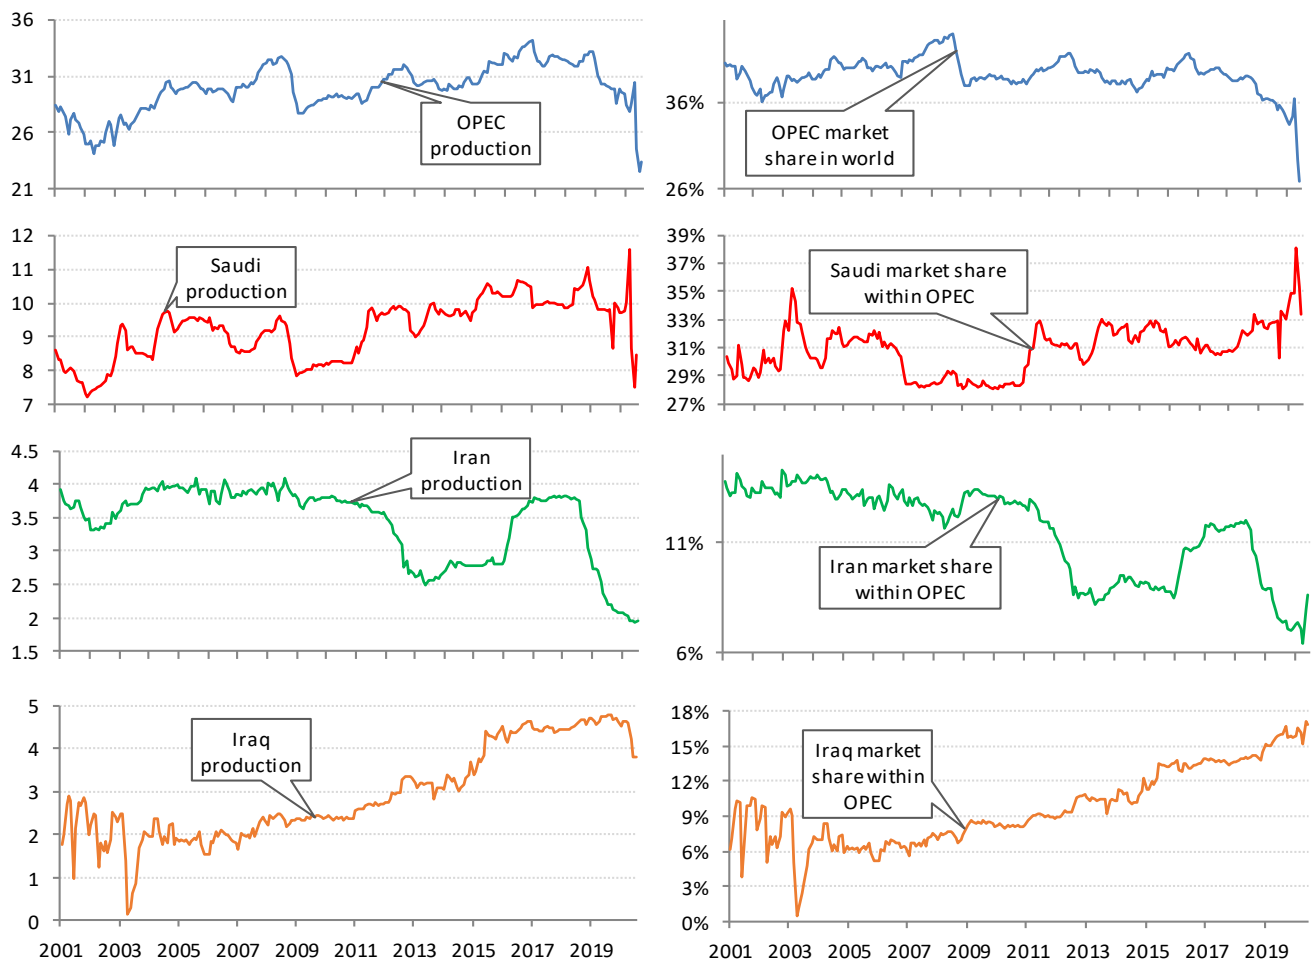 36
31
26
21
OPEC
production
36%
26%
OPEC market
share in world
12
11
10
9
8
7
Saudi
production
39%
37%
35%
33%
31%
29%
27%
Saudi market share
within OPEC
4.5
4
3.5
3
2.5
2
1.5
Iran
production
11%
6%
Iran market share
within OPEC
5
4
3
2
1
0
Iraq
production
2001 2003 2005 2007 2009 2011 2013 2015 2017 2019
18%
15%
12%
9%
6%
3%
0%
Iraq market
share within
OPEC
2001 2003 2005 2007 2009 2011 2013 2015 2017 2019